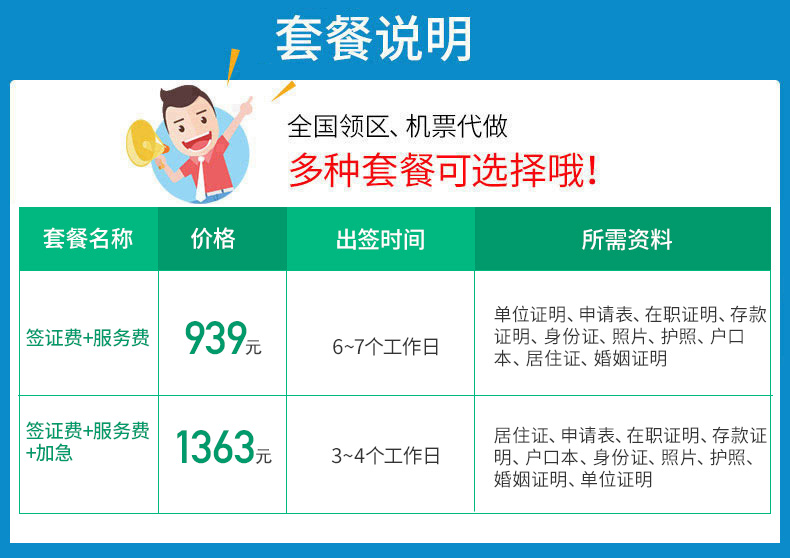 套餐说明
全国领区、机票代做
多种套餐可选择哦!
套餐名称 价格 出签时间 所需资料
签证费+服务费
939元
6~7个工作日
单位证明、申请表、在职证明、存款
证明、身份证、照片、护照、户口
本、居住证、婚姻证明
签证费+服务费
+加急
1363元
3~4个工作日
居住证、申请表、在职证明、存款证
明、户口本、身份证、照片、护照、
婚姻证明、单位证明